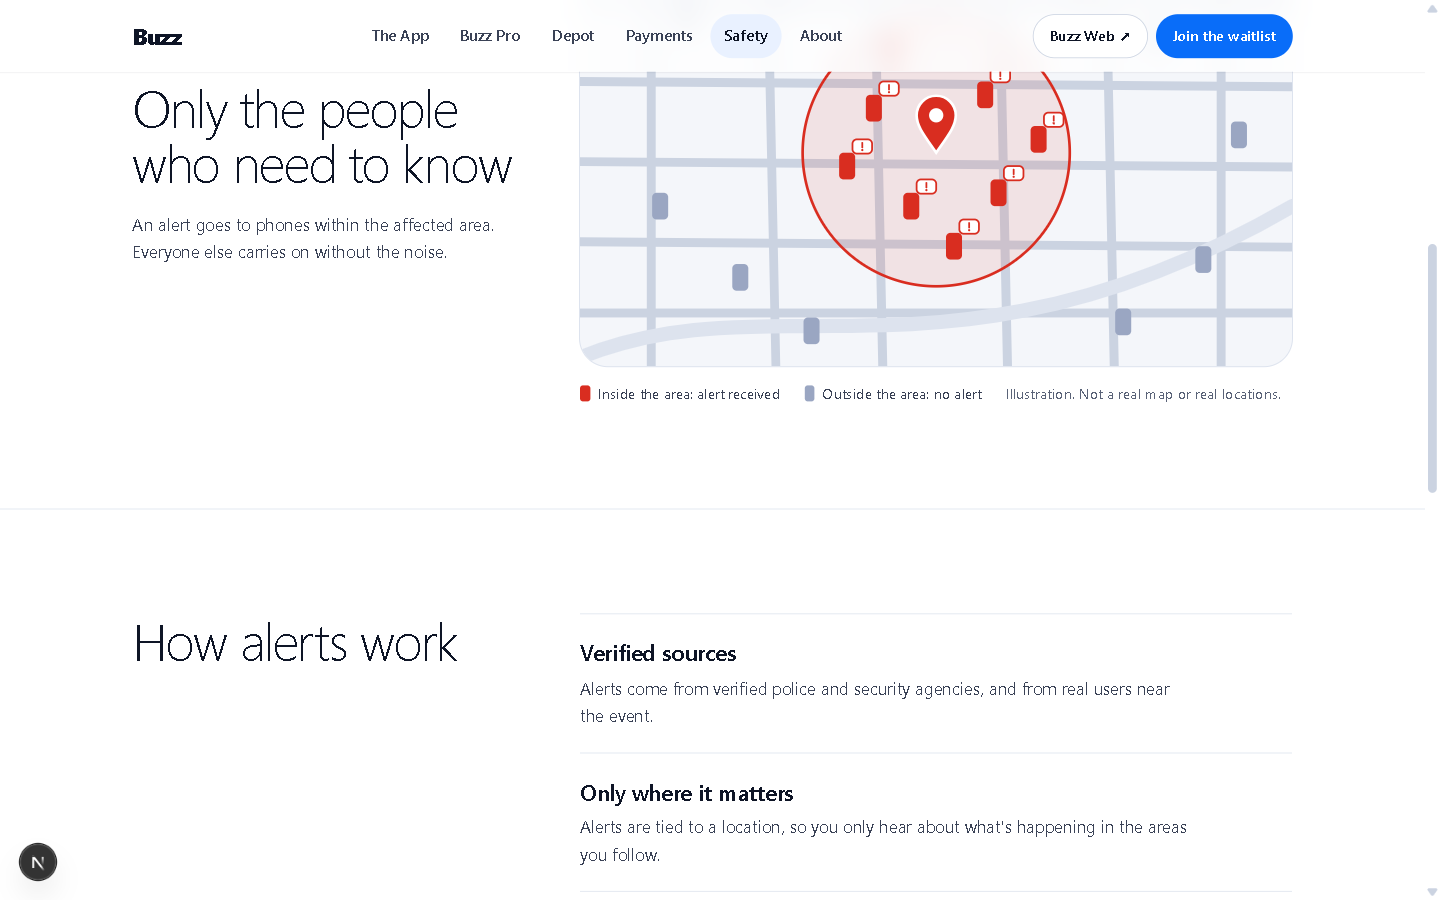 Buzz
The App
Buzz Pro
Depot
Payments
Safety
About
Buzz Web ↗
Join the waitlist
Only the people
who need to know
An alert goes to phones within the affected area.
Everyone else carries on without the noise.
!
!
!
!
!
!
!
!
Inside the area: alert received
Outside the area: no alert
Illustration. Not a real map or real locations.
How alerts work
Verified sources
Alerts come from verified police and security agencies, and from real users near
the event.
Only where it matters
Alerts are tied to a location, so you only hear about what's happening in the areas
you follow.
N